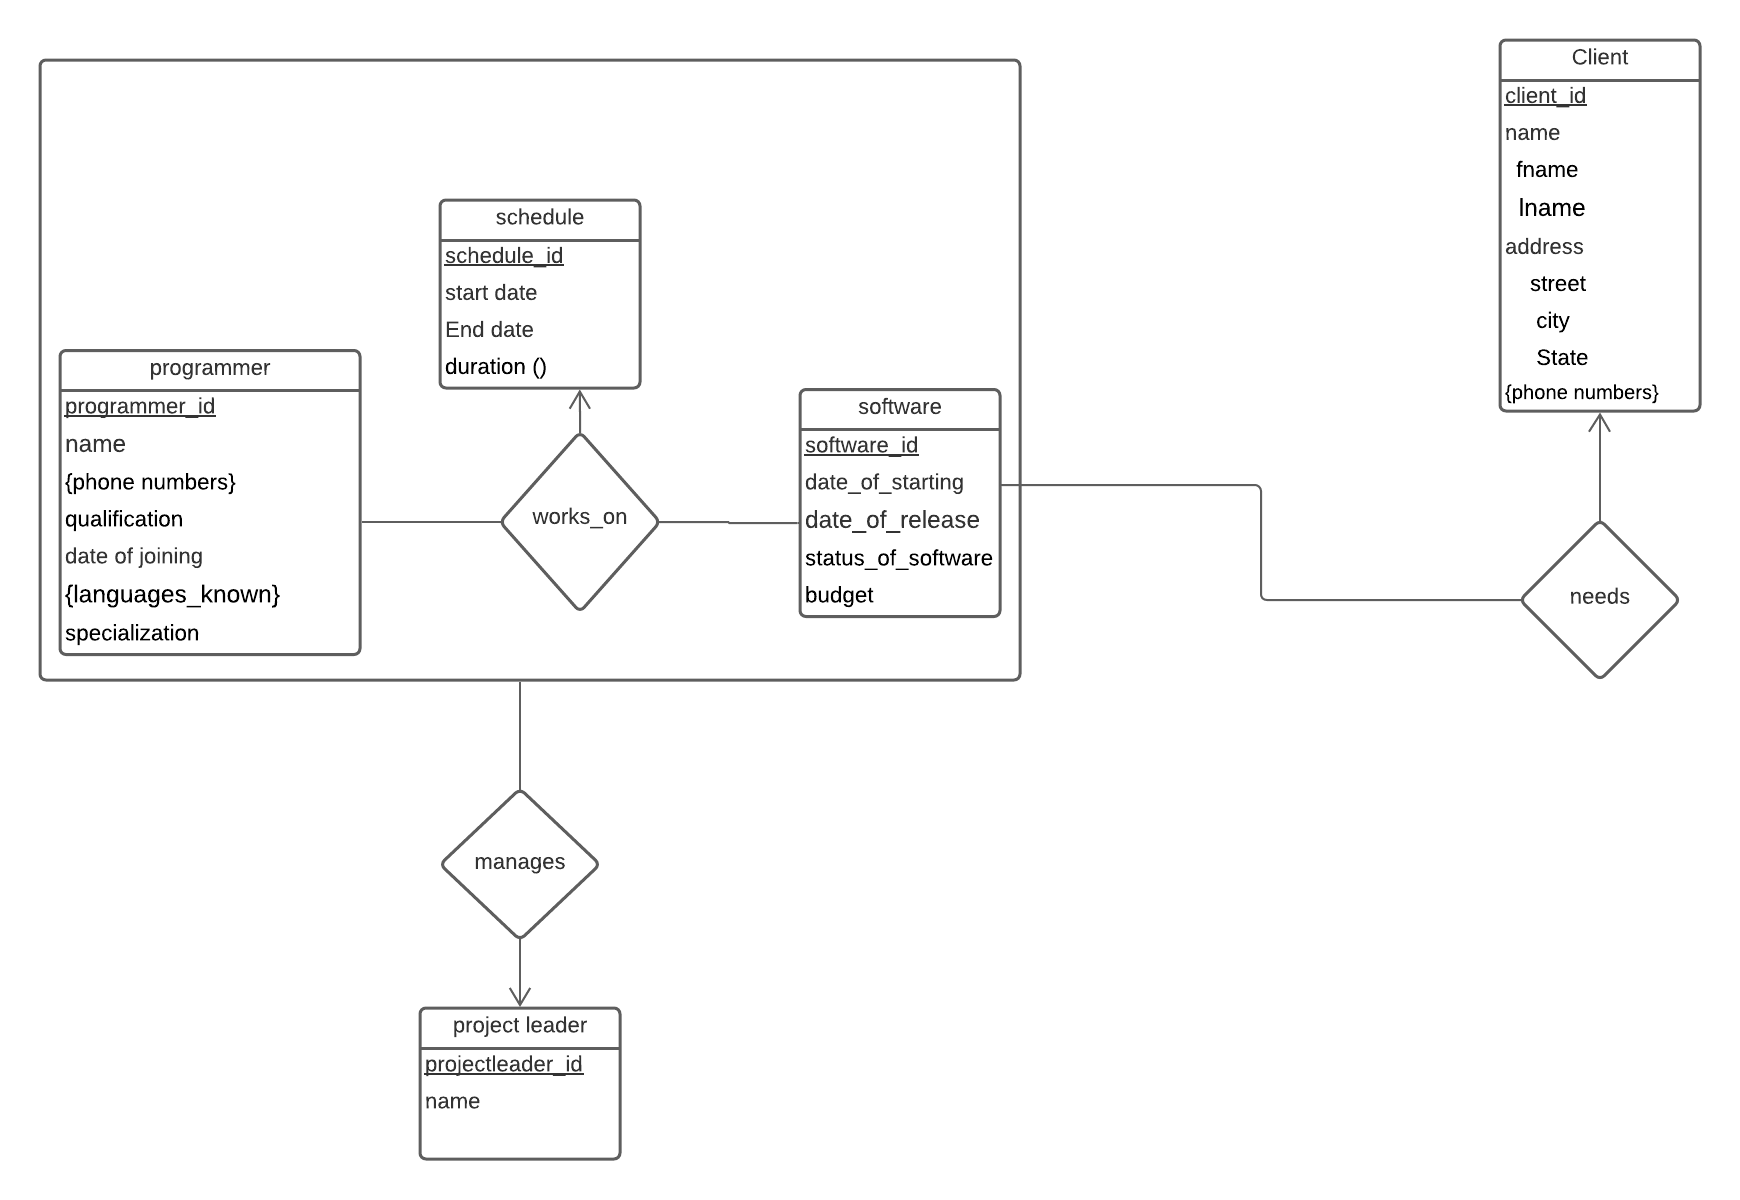 Client
client_id
name
fname
lname
address
street
city
State
{phone numbers}
schedule
schedule_id
start date
End date
duration ()
programmer
programmer_id
name
{phone numbers}
qualification
date of joining
{languages_known}
specialization
works_on
software
software_id
date_of_starting
date_of_release
status_of_software
budget
needs
manages
project leader
projectleader_id
name